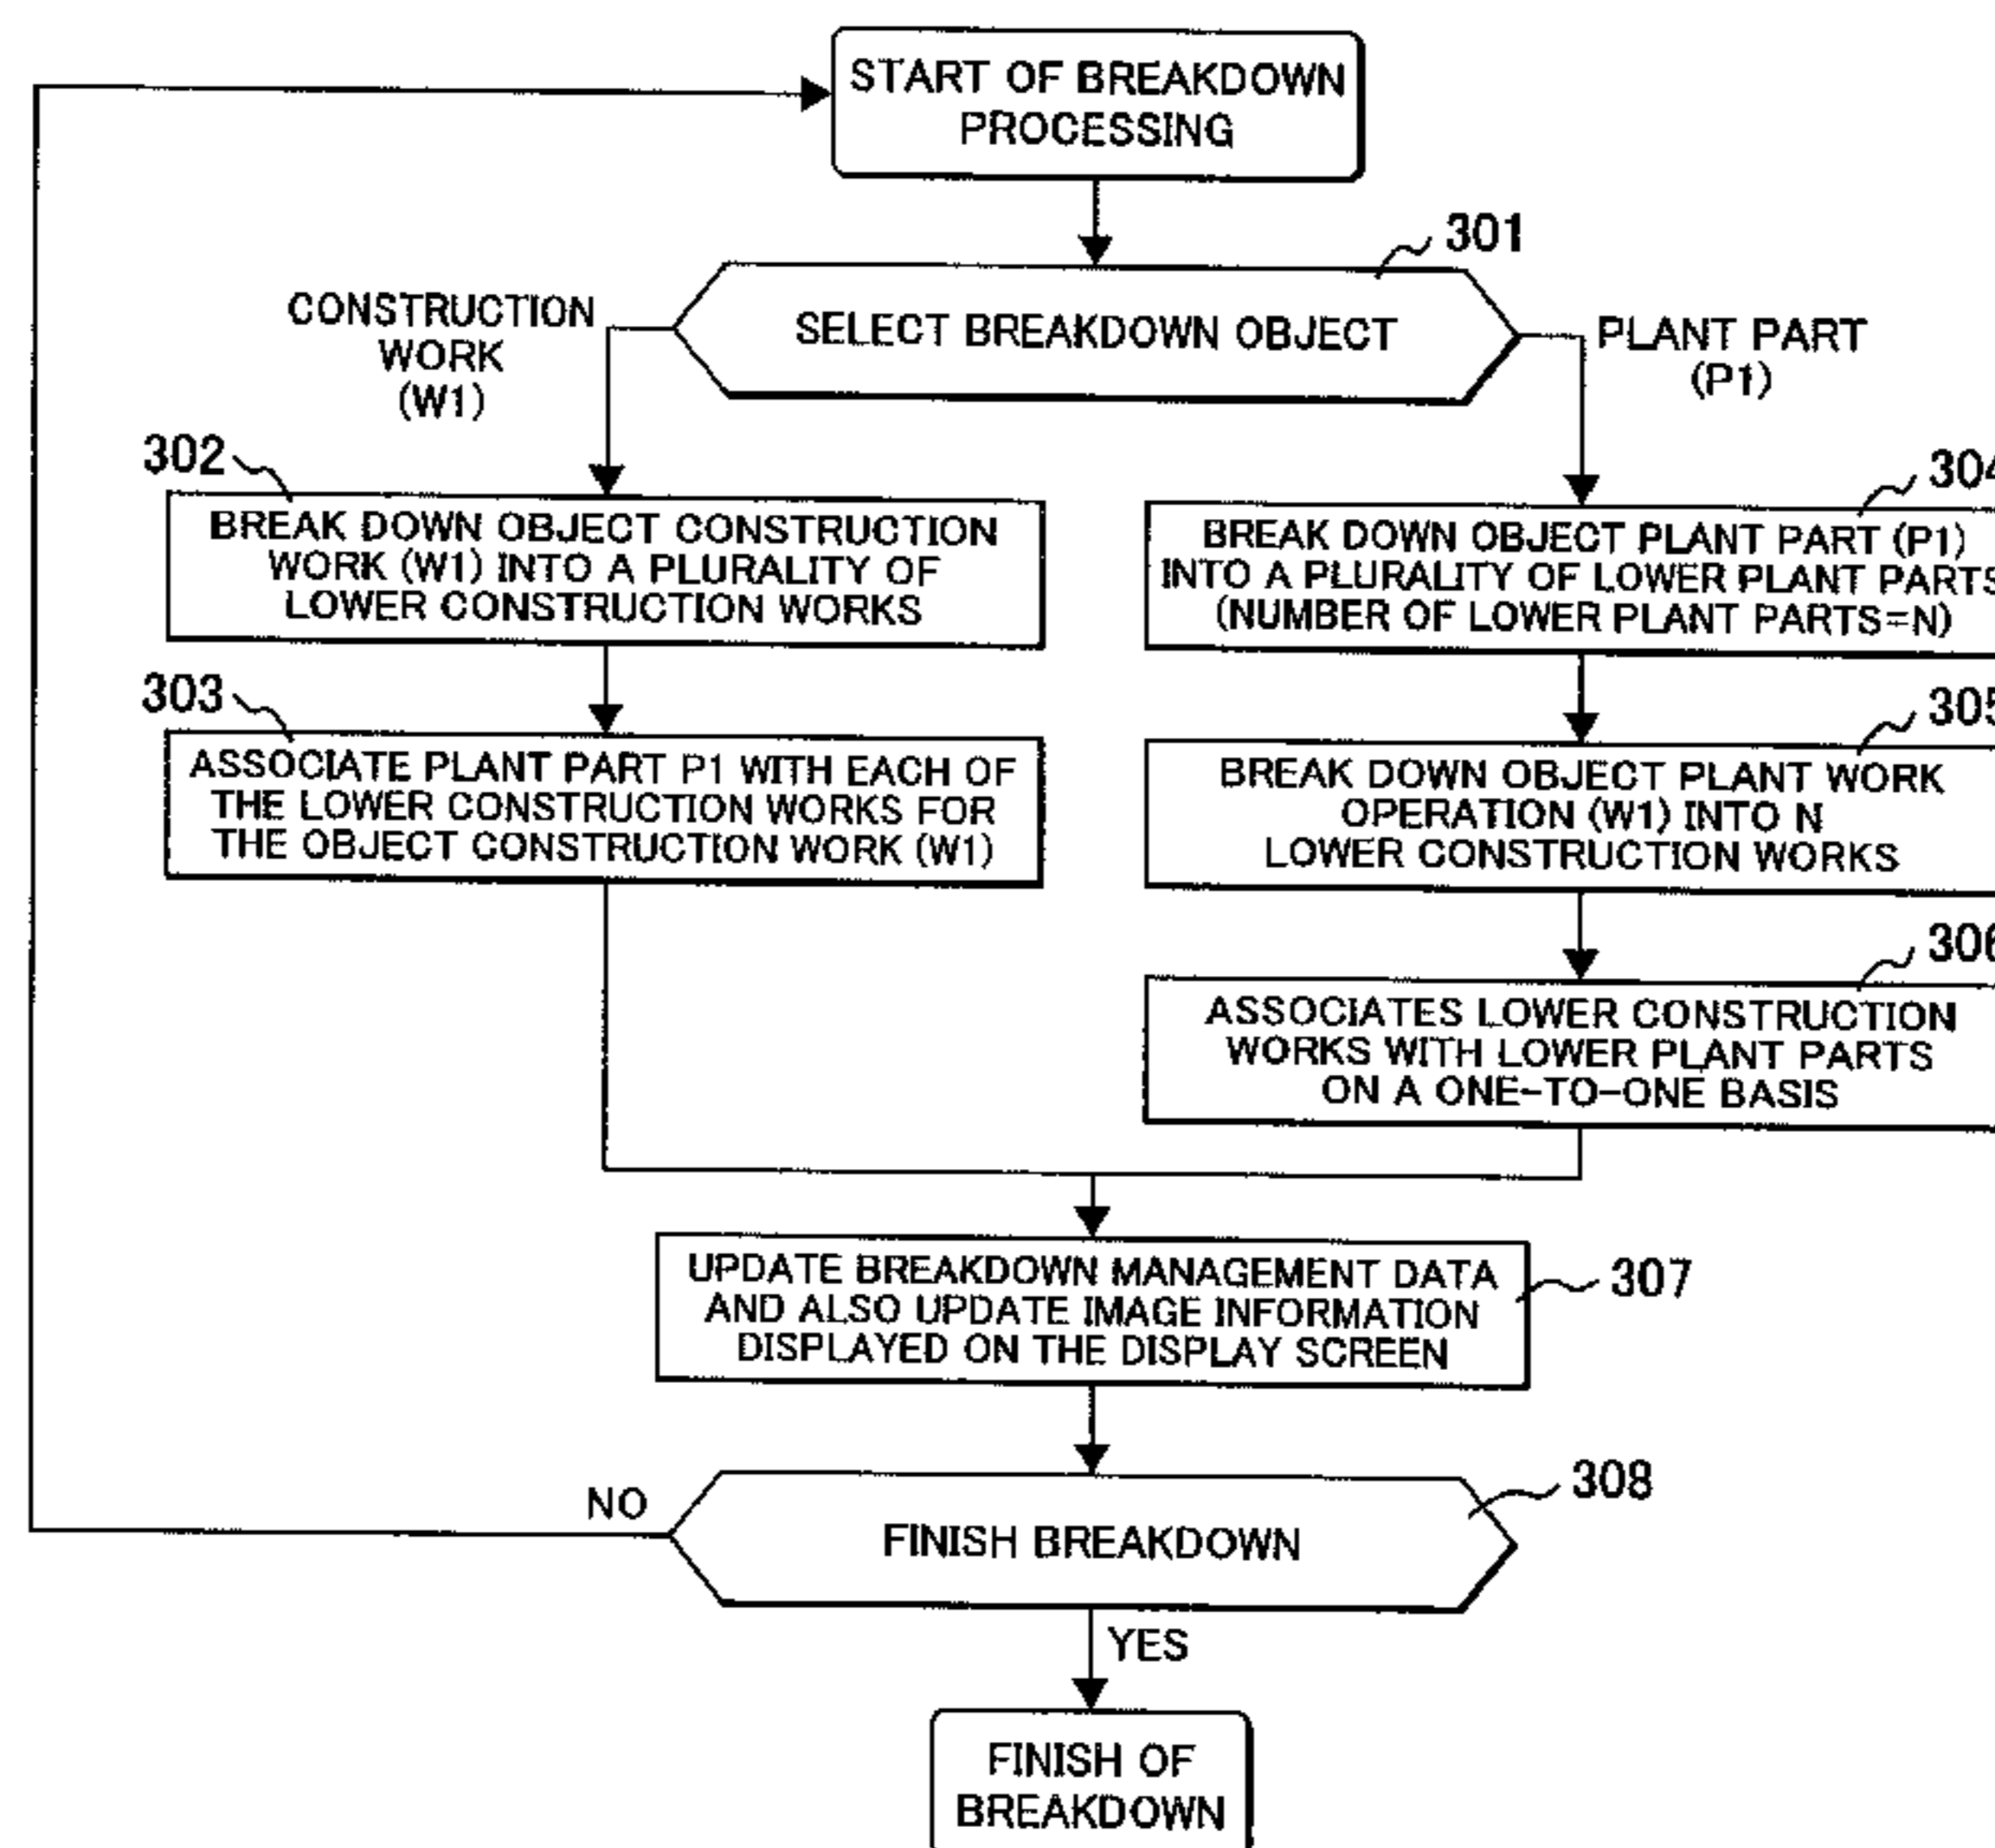 START OF BREAKDOWN
PROCESSING
301
SELECT BREAKDOWN OBJECT
CONSTRUCTION
WORK
(W1)
PLANT PART
(P1)
302
BREAK DOWN OBJECT CONSTRUCTION
WORK (W1) INTO A PLURALITY OF
LOWER CONSTRUCTION WORKS
303
ASSOCIATE PLANT PART P1 WITH EACH OF
THE LOWER CONSTRUCTION WORKS FOR
THE OBJECT CONSTRUCTION WORK (W1)
304
BREAK DOWN OBJECT PLANT PART (P1)
INTO A PLURALITY OF LOWER PLANT PARTS
(NUMBER OF LOWER PLANT PARTS=N)
305
BREAK DOWN OBJECT PLANT WORK
OPERATION (W1) INTO N
LOWER CONSTRUCTION WORKS
306
ASSOCIATES LOWER CONSTRUCTION
WORKS WITH LOWER PLANT PARTS
ON A ONE-TO-ONE BASIS
UPDATE BREAKDOWN MANAGEMENT DATA
AND ALSO UPDATE IMAGE INFORMATION
DISPLAYED ON THE DISPLAY SCREEN
307
308
NO
FINISH BREAKDOWN
YES
FINISH OF
BREAKDOWN